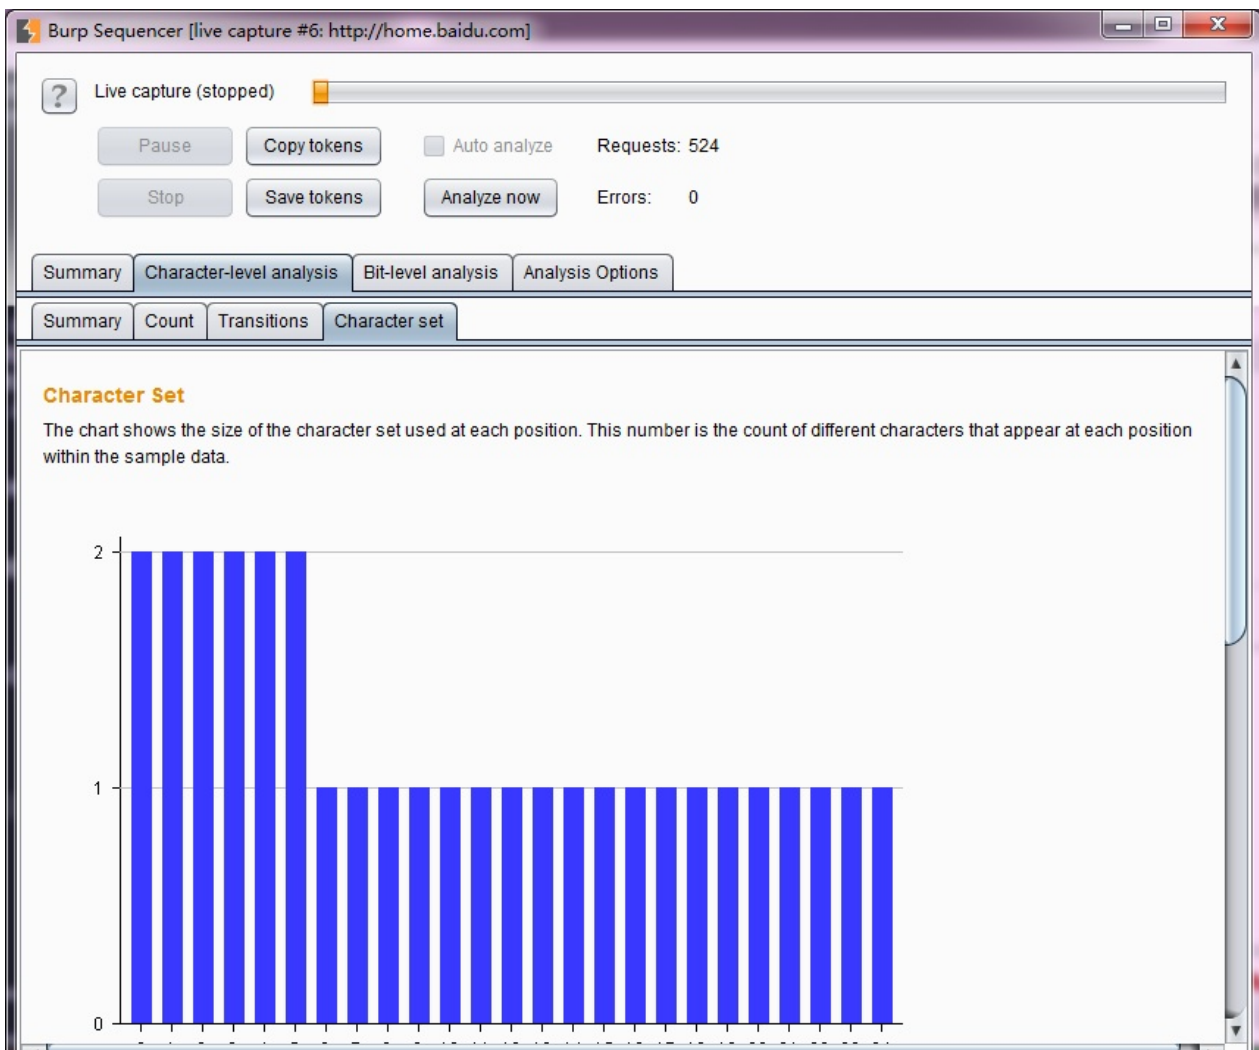 Burp Sequencer [live capture #6: http://home.baidu.com]
? Live capture (stopped)
Pause Copy tokens Auto analyze Requests: 524
Stop Save tokens Analyze now Errors: 0
Summary Character-level analysis Bit-level analysis Analysis Options
Summary Count Transitions Character set
Character Set
The chart shows the size of the character set used at each position. This number is the count of different characters that appear at each position
within the sample data.
2
1
0